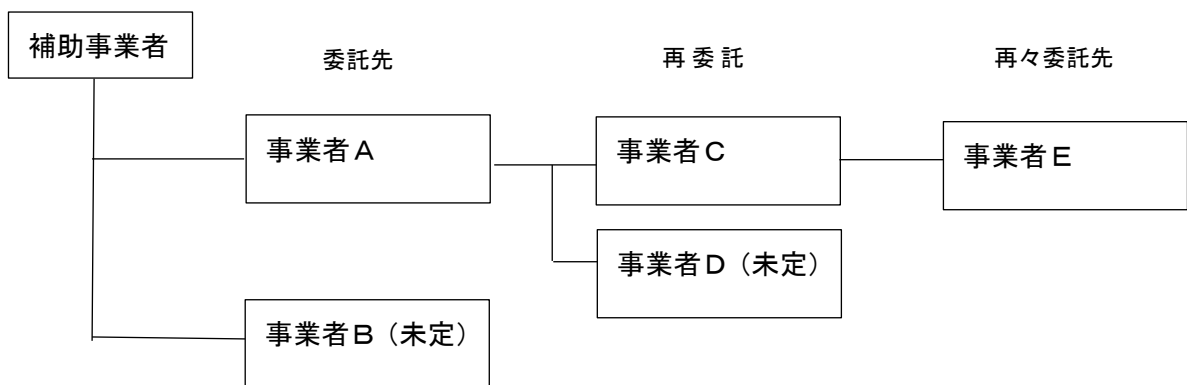 補助事業者
委託先
再委託
再々委託先
事業者A
事業者C
事業者E
事業者D（未定）
事業者B（未定）